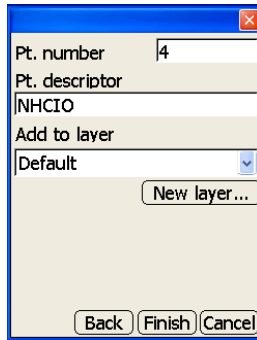 Pt. number 4
Pt. descriptor
NHCIO
Add to layer
Default
New layer...
Back Finish Cancel